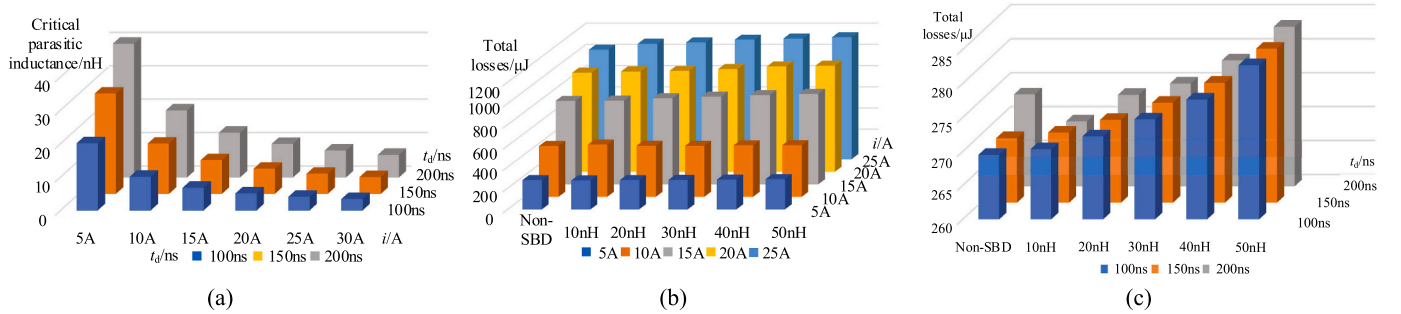 Critical
parasitic
inductance/nH
40
30
20
10
0
5A 10A 15A 20A 25A 30A i/A
td/ns
200ns
150ns
100ns
td/ns 100ns 150ns 200ns
(a)
Total
losses/μJ
1200
1000
800
600
400
200
0
Non-
SBD
10nH 20nH 30nH 40nH 50nH
i/A
25A
20A
15A
10A
5A
5A 10A 15A 20A 25A
(b)
Total
losses/μJ
285
280
275
270
265
260
Non-SBD 10nH 20nH 30nH 40nH 50nH
td/ns
200ns
150ns
100ns
100ns 150ns 200ns
(c)